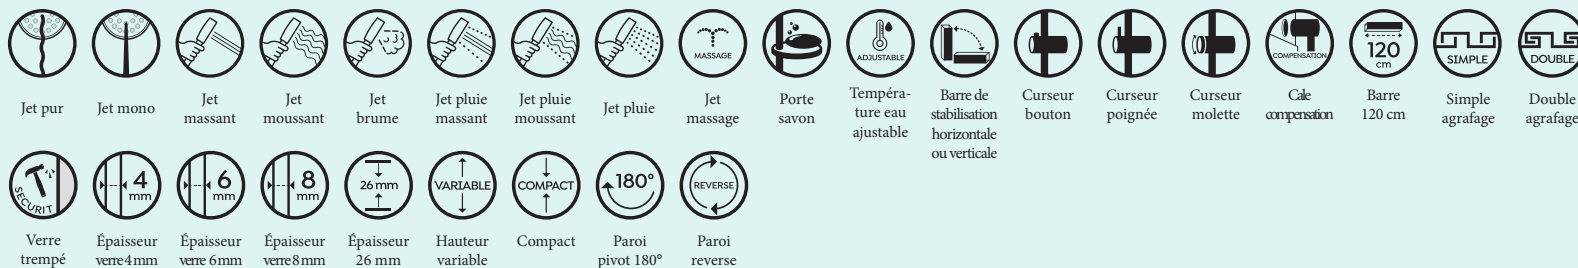 MASSAGE
ADJUSTABLE
COMPENSATION
120
cm
SIMPLE
DOUBLE
Jet pur
Jet mono
Jet
massant
Jet
moussant
Jet
brume
Jet pluie
massant
Jet pluie
moussant
Jet pluie
Jet
massage
Porte
savon
Tempéra-
ture eau
ajustable
Barre de
stabilisation
horizontale
ou verticale
Curseur
bouton
Curseur
poignée
Curseur
molette
Cale
compensation
Barre
120 cm
Simple
agrafage
Double
agrafage
SECURIT
4
mm
6
mm
8
mm
26 mm
VARIABLE
COMPACT
180°
REVERSE
Verre
trempé
Épaisseur
verre 4 mm
Épaisseur
verre 6 mm
Épaisseur
verre 8 mm
Épaisseur
26 mm
Hauteur
variable
Compact
Paroi
pivot 180°
Paroi
reverse